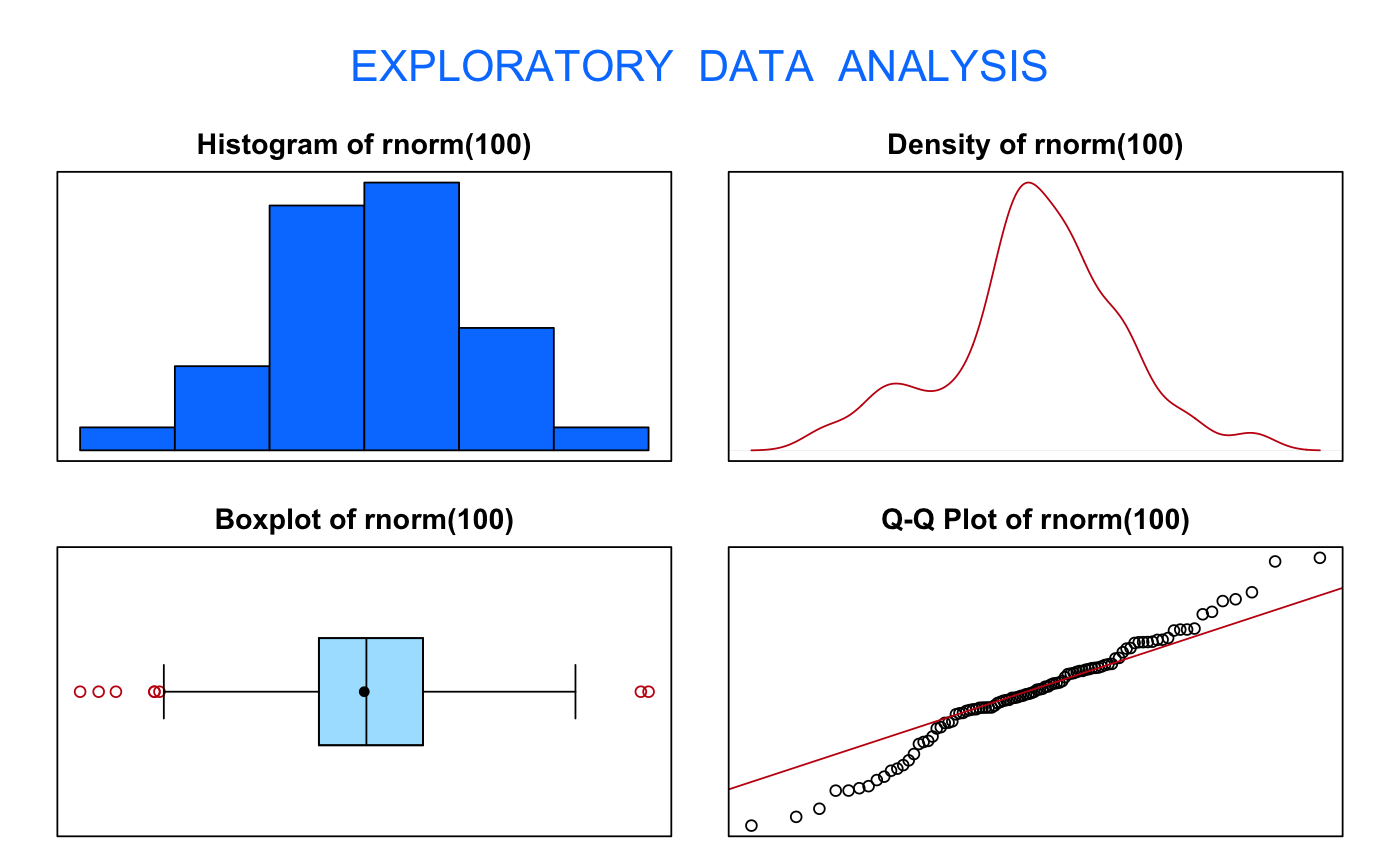 EXPLORATORY DATA ANALYSIS
Histogram of rnorm(100)
Density of rnorm(100)
Boxplot of rnorm(100)
Q-Q Plot of rnorm(100)